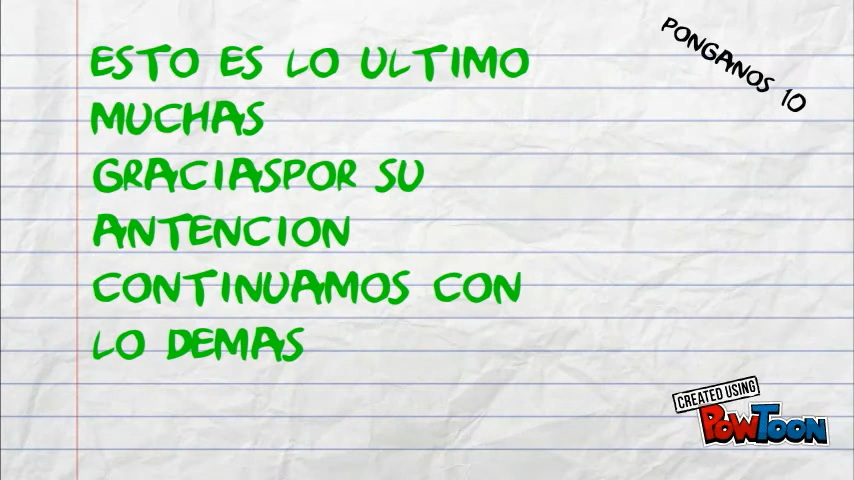 ESTO ES LO ULTIMO
MUCHAS
GRACIASPOR SU
ANTENCION
CONTINUAMOS CON
LO DEMAS
PONGANOS 10
CREATED USING
POWTOON